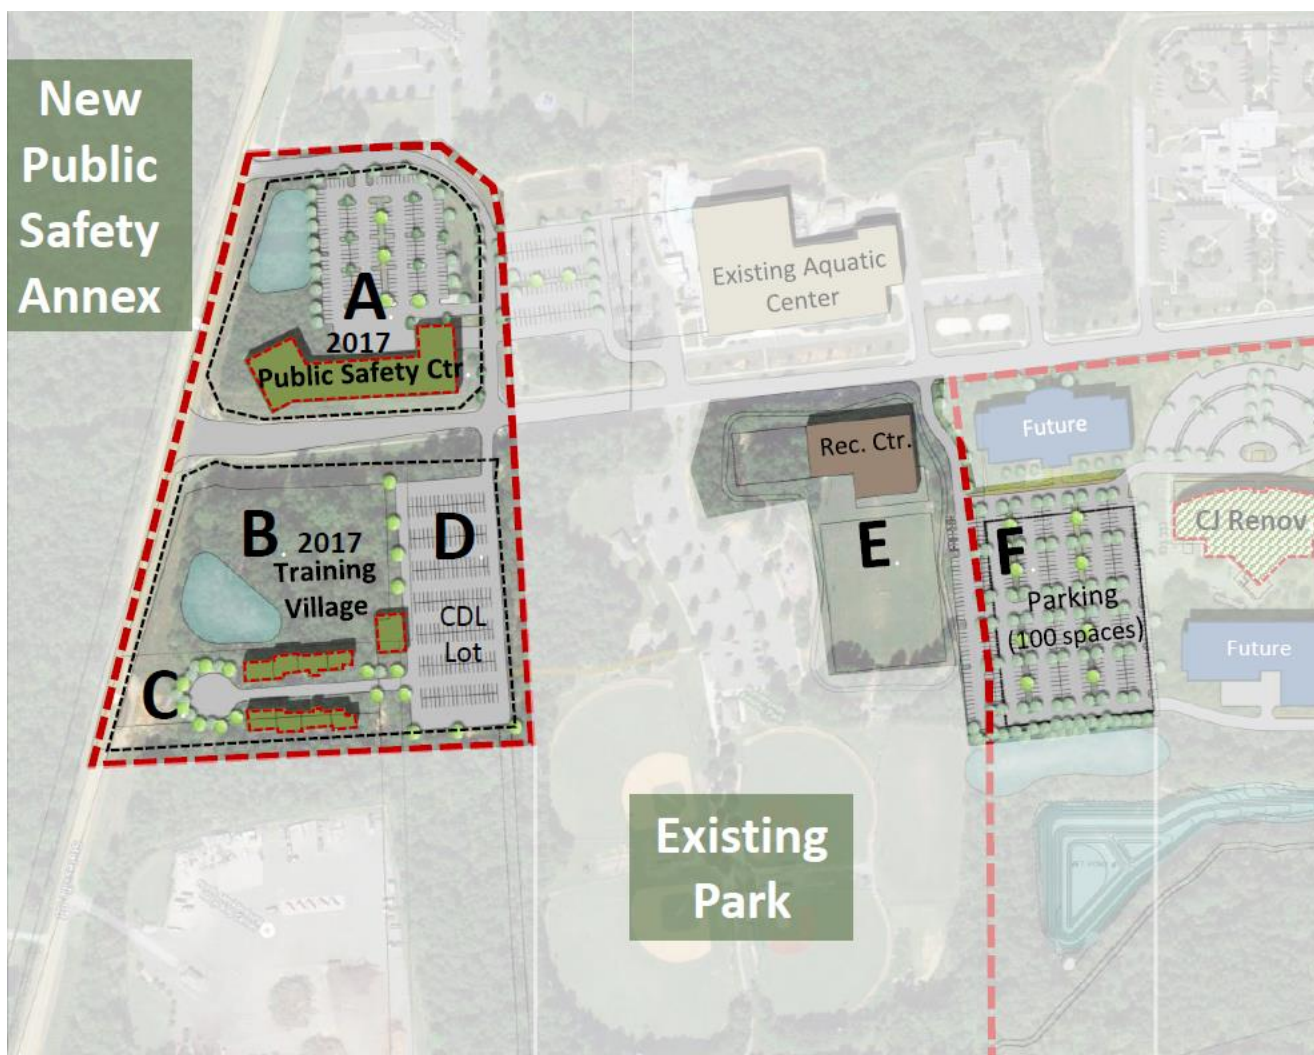 New
Public
Safety
Annex
A
2017
Public Safety Ctr
Existing Aquatic
Center
Rec. Ctr.
Future
CJ Renov
B
2017
Training
Village
D
CDL
Lot
C
E
F
Parking
(100 spaces)
Future
Existing
Park